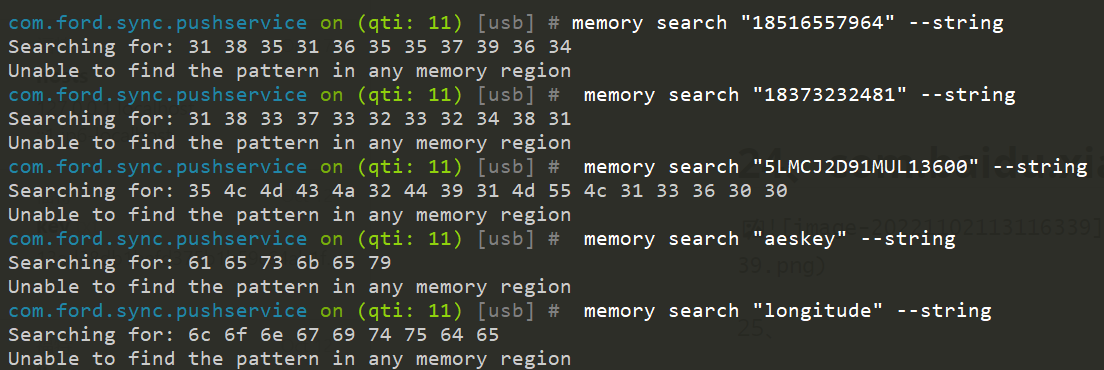 com.ford.sync.pushservice on (qti: 11) [usb] # memory search "18516557964" --string
Searching for: 31 38 35 31 36 35 35 37 39 36 34
Unable to find the pattern in any memory region
com.ford.sync.pushservice on (qti: 11) [usb] #  memory search "18373232481" --string
Searching for: 31 38 33 37 33 32 33 32 34 38 31
Unable to find the pattern in any memory region
com.ford.sync.pushservice on (qti: 11) [usb] #  memory search "5LMCJ2D91MUL13600" --string
Searching for: 35 4c 4d 43 4a 32 44 39 31 4d 55 4c 31 33 36 30 30
Unable to find the pattern in any memory region
com.ford.sync.pushservice on (qti: 11) [usb] #  memory search "aeskey" --string
Searching for: 61 65 73 6b 65 79
Unable to find the pattern in any memory region
com.ford.sync.pushservice on (qti: 11) [usb] #  memory search "longitude" --string
Searching for: 6c 6f 6e 67 69 74 75 64 65
Unable to find the pattern in any memory region
39.png)
25.